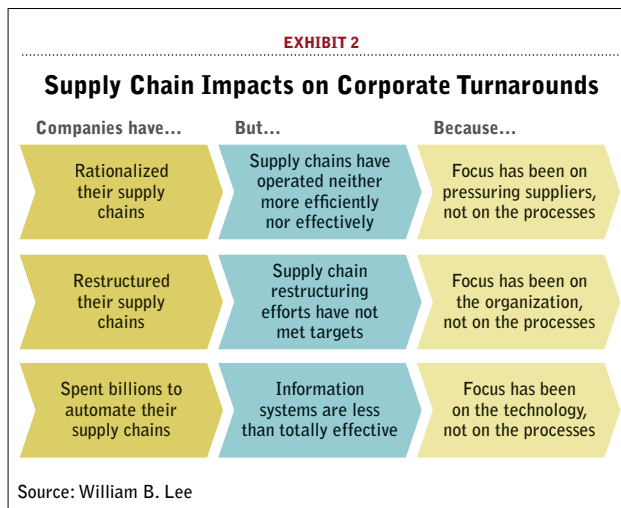 EXHIBIT 2
Supply Chain Impacts on Corporate Turnarounds
Companies have...
But...
Because...
Rationalized
their supply
chains
Supply chains have
operated neither
more efficiently
nor effectively
Focus has been on
pressuring suppliers,
not on the processes
Restructured
their supply
chains
Supply chain
restructuring
efforts have not
met targets
Focus has been on
the organization,
not on the processes
Spent billions to
automate their
supply chains
Information
systems are less
than totally effective
Focus has been
on the technology,
not on the processes
Source: William B. Lee